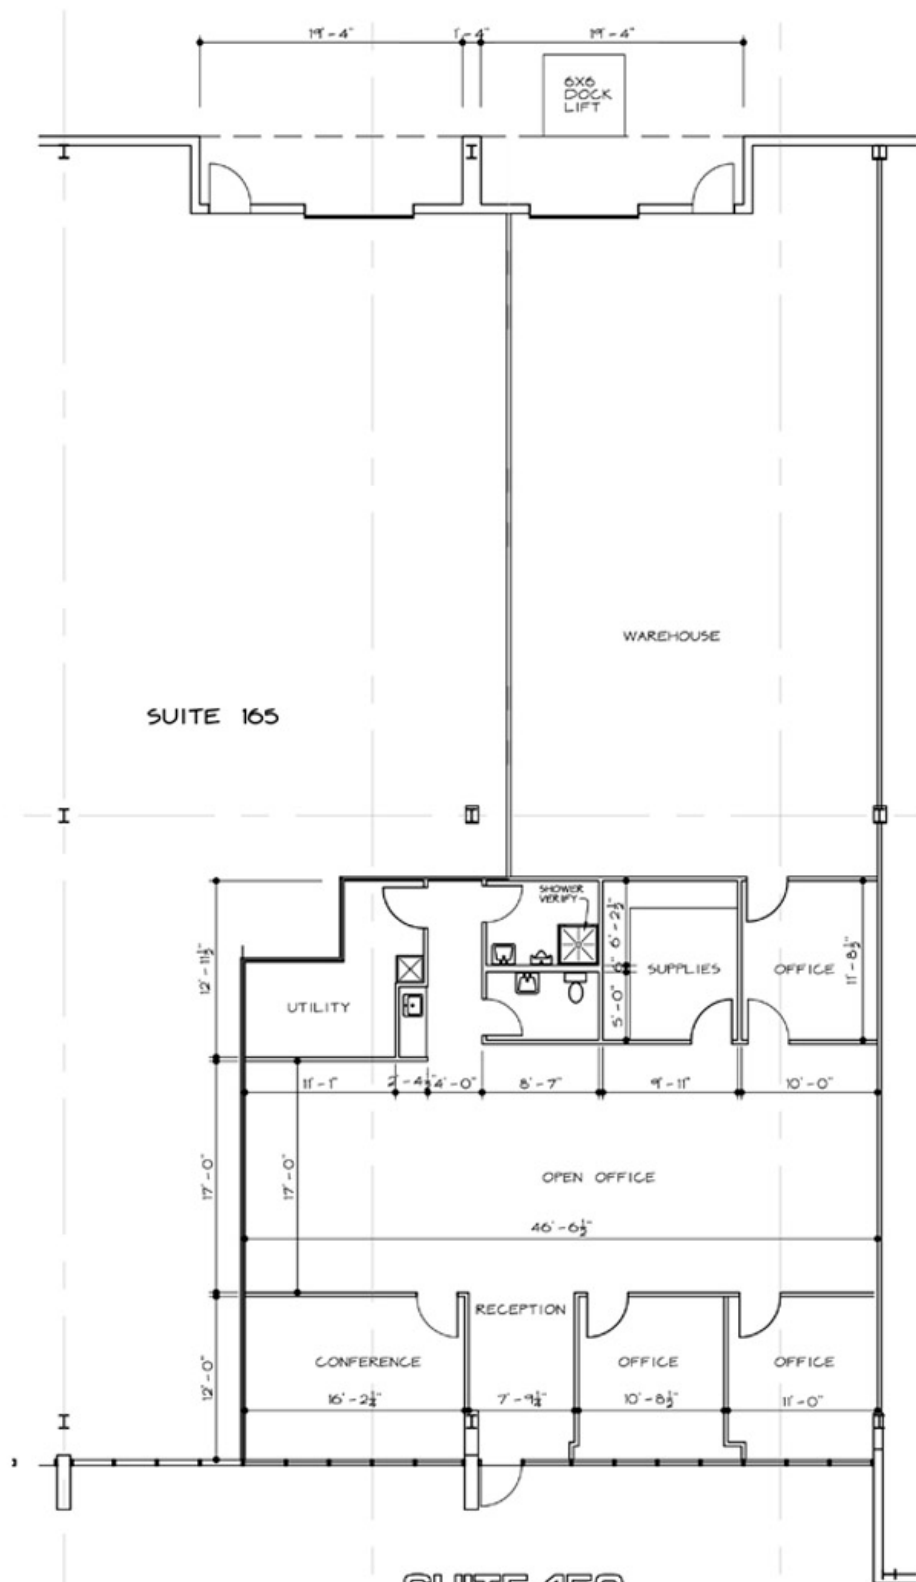 19'-4"
1'-4"
19'-4"
6X6
DOCK
LIFT
WAREHOUSE
SUITE 165
SHOWER
VERIFY
12'-11½"
6'-2½"
6"
5'-0"
SUPPLIES
OFFICE
11'-8½"
UTILITY
11'-1"
2'-4½"
4'-0"
8'-7"
9'-11"
10'-0"
17'-0"
17'-0"
OPEN OFFICE
46'-6½"
RECEPTION
12'-0"
CONFERENCE
OFFICE
OFFICE
16'-2¼"
7'-9¼"
10'-8½"
11'-0"